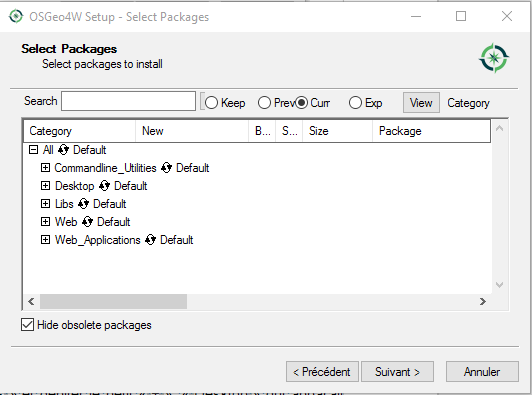 OSGeo4W Setup - Select Packages
Select Packages
Select packages to install
Search Keep Prev Curr Exp View Category
Category New B... S... Size Package
All Default
Commandline_Utilities Default
Desktop Default
Libs Default
Web Default
Web_Applications Default
Hide obsolete packages
< Précédent Suivant > Annuler